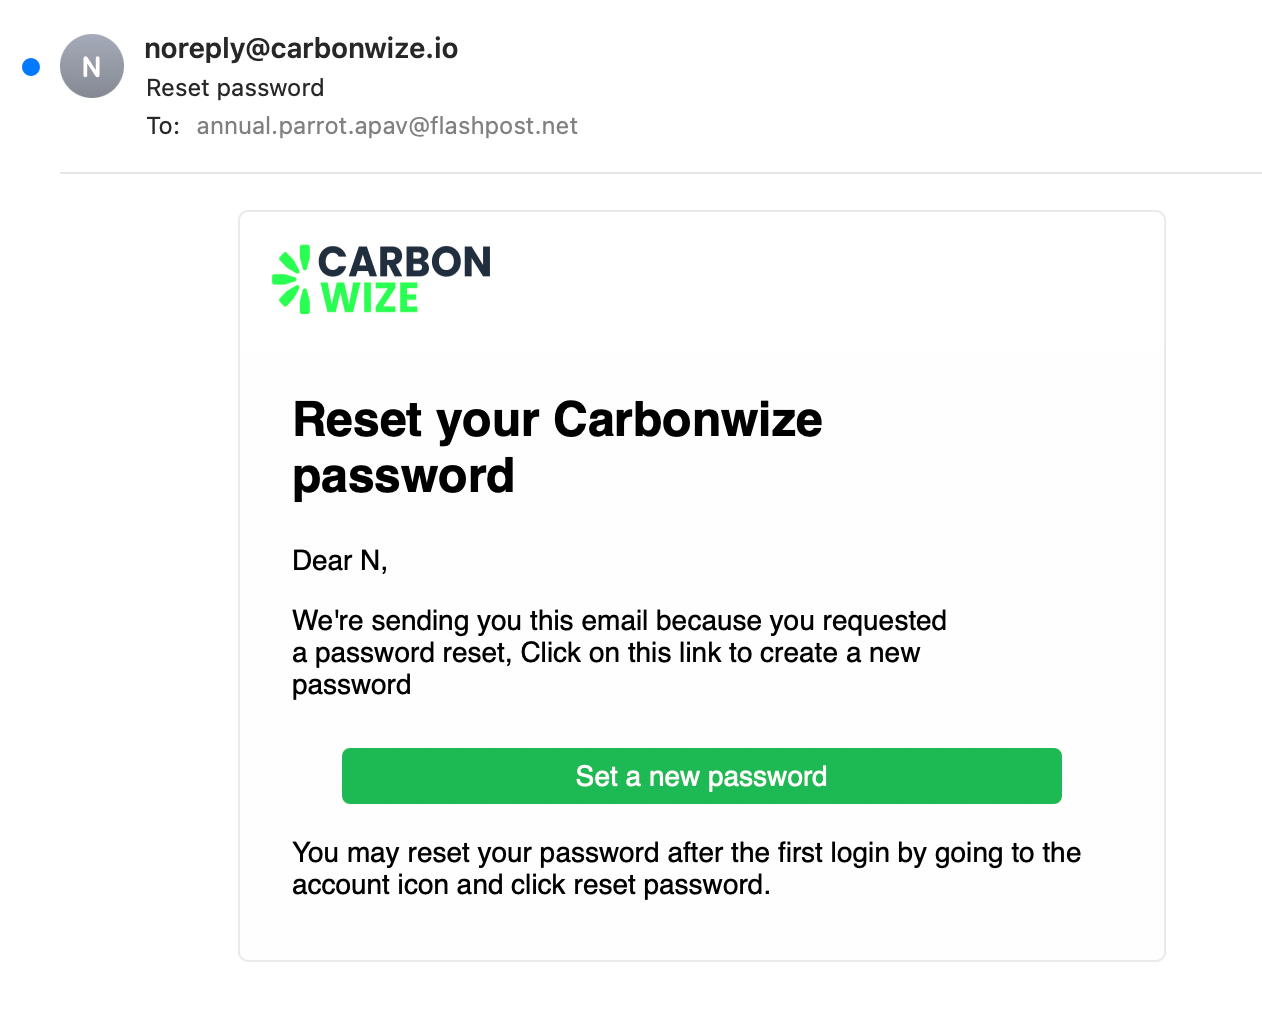 N
noreply@carbonwize.io
Reset password
To: annual.parrot.apav@flashpost.net
CARBON
WIZE
Reset your Carbonwize
password
Dear N,
We're sending you this email because you requested
a password reset, Click on this link to create a new
password
Set a new password
You may reset your password after the first login by going to the
account icon and click reset password.